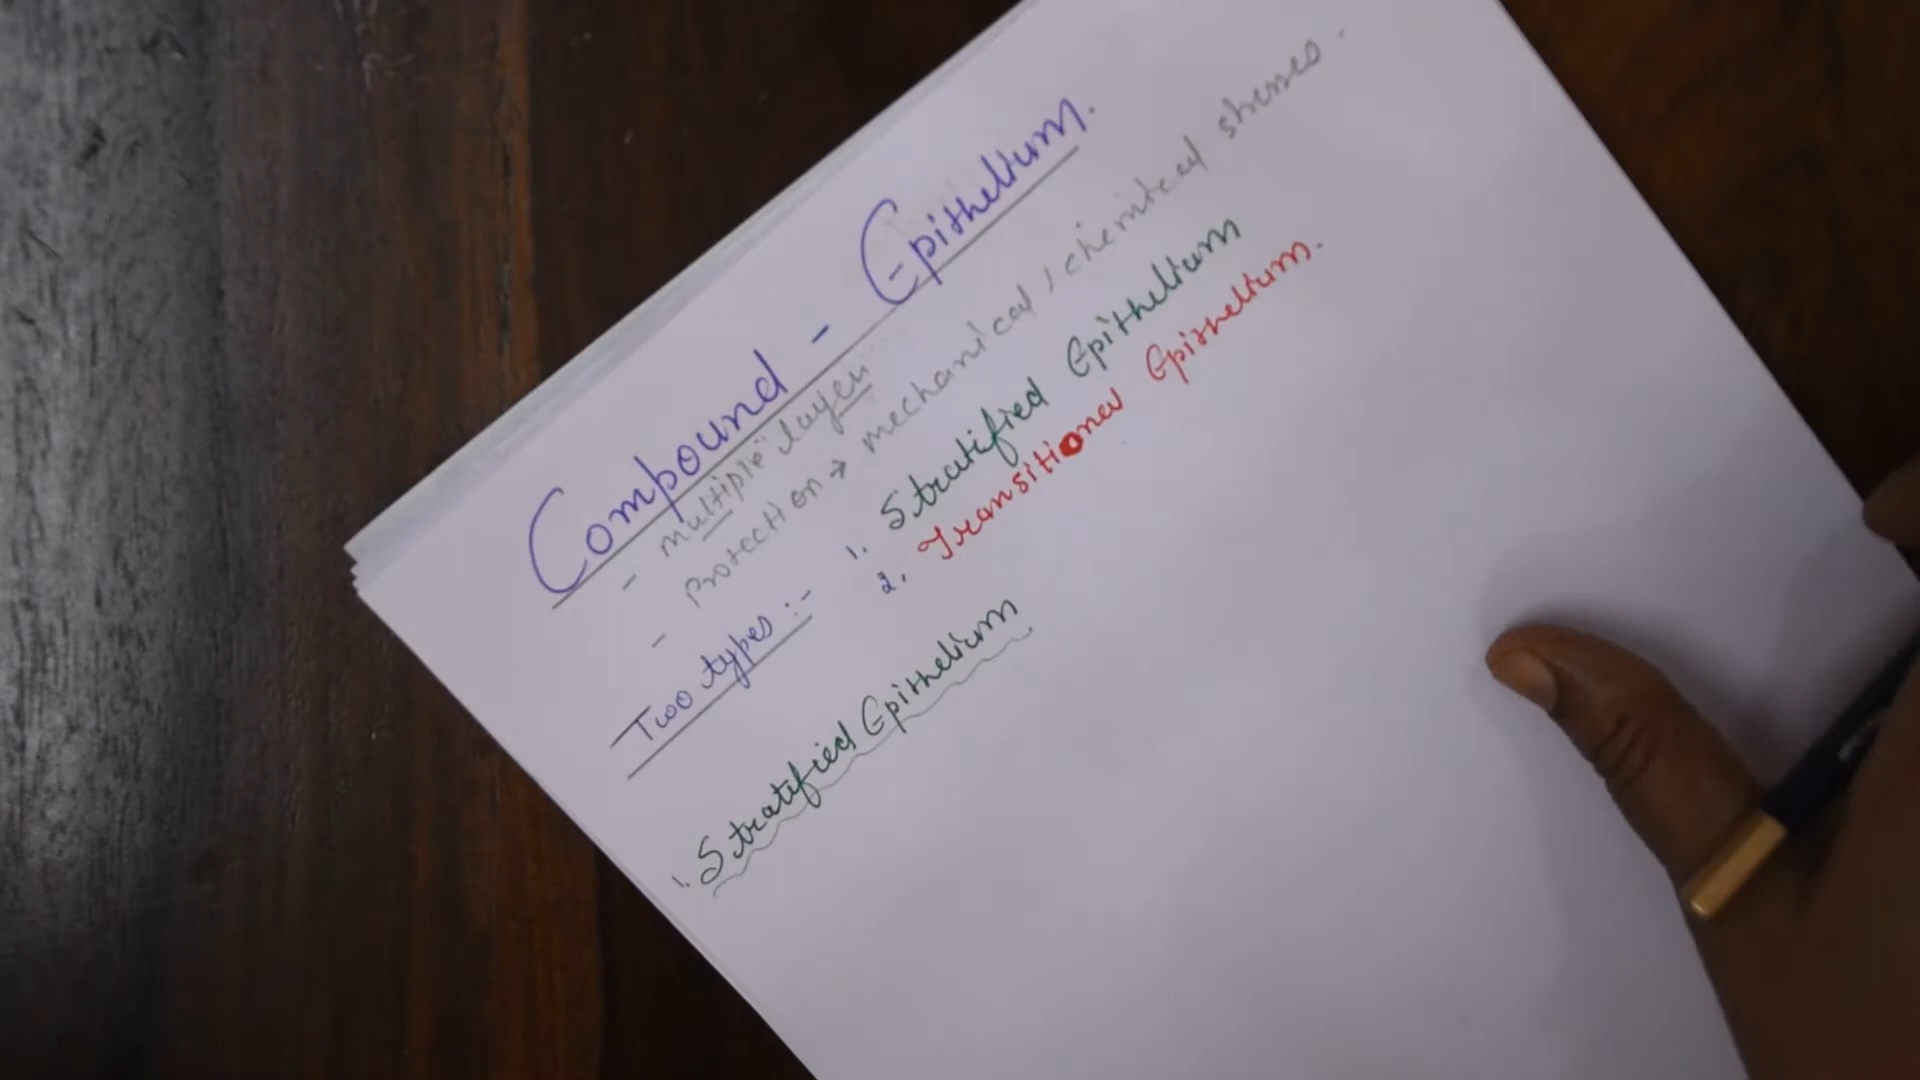 Compound - Epithelium.
- multiple layers
- Protection → mechanical / chemical stresses.
Two types :- 1. Stratified Epithelium
2. Transitional Epithelium.
1. Stratified Epithelium